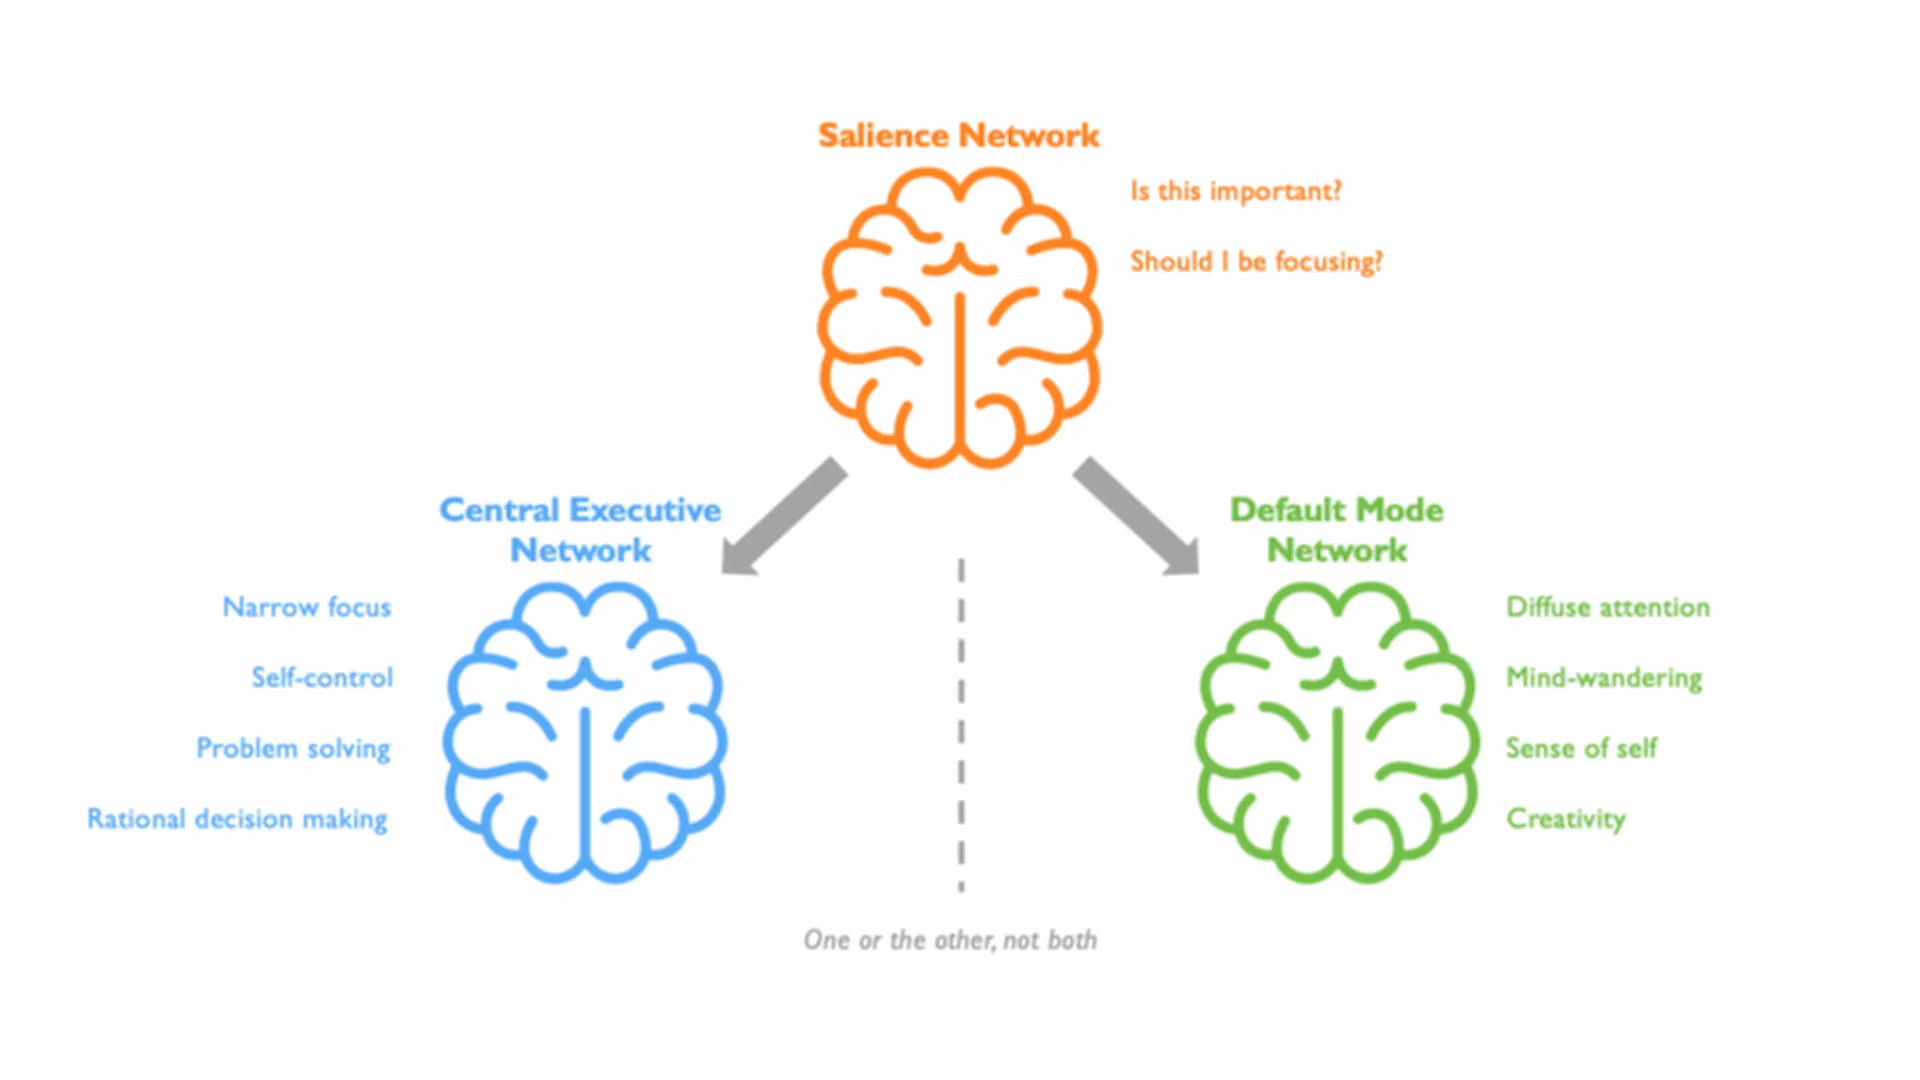 Salience Network
Is this important?
Should I be focusing?
Central Executive
Network
Narrow focus
Self-control
Problem solving
Rational decision making
Default Mode
Network
Diffuse attention
Mind-wandering
Sense of self
Creativity
One or the other, not both